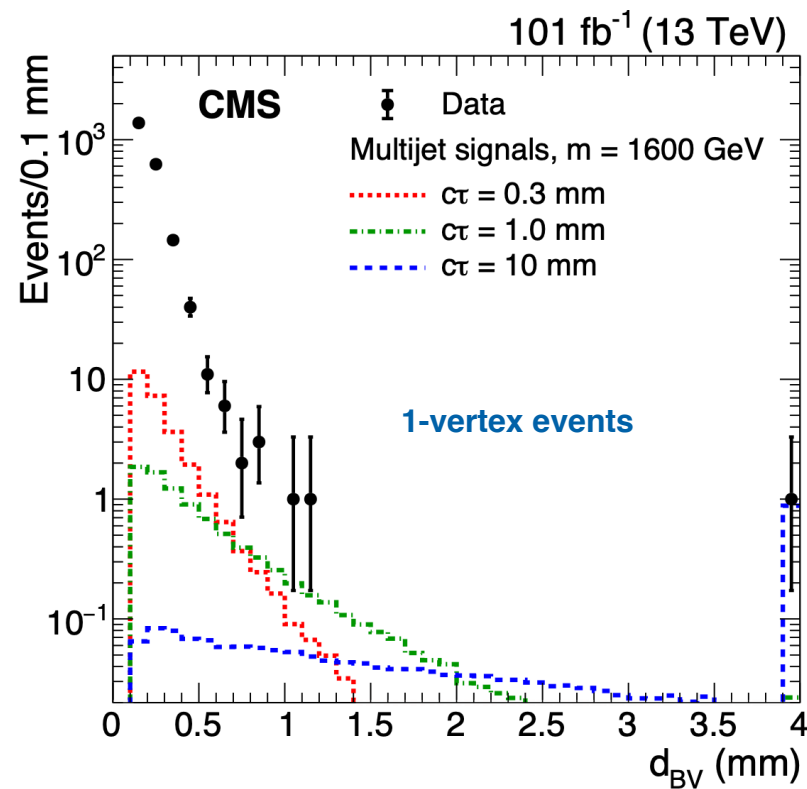 101 fb⁻¹ (13 TeV)
CMS
Data
Multijet signals, m = 1600 GeV
cτ = 0.3 mm
cτ = 1.0 mm
cτ = 10 mm
1-vertex events
Events/0.1 mm
10³
10²
10
1
10⁻¹
0 0.5 1 1.5 2 2.5 3 3.5 4
d_BV (mm)